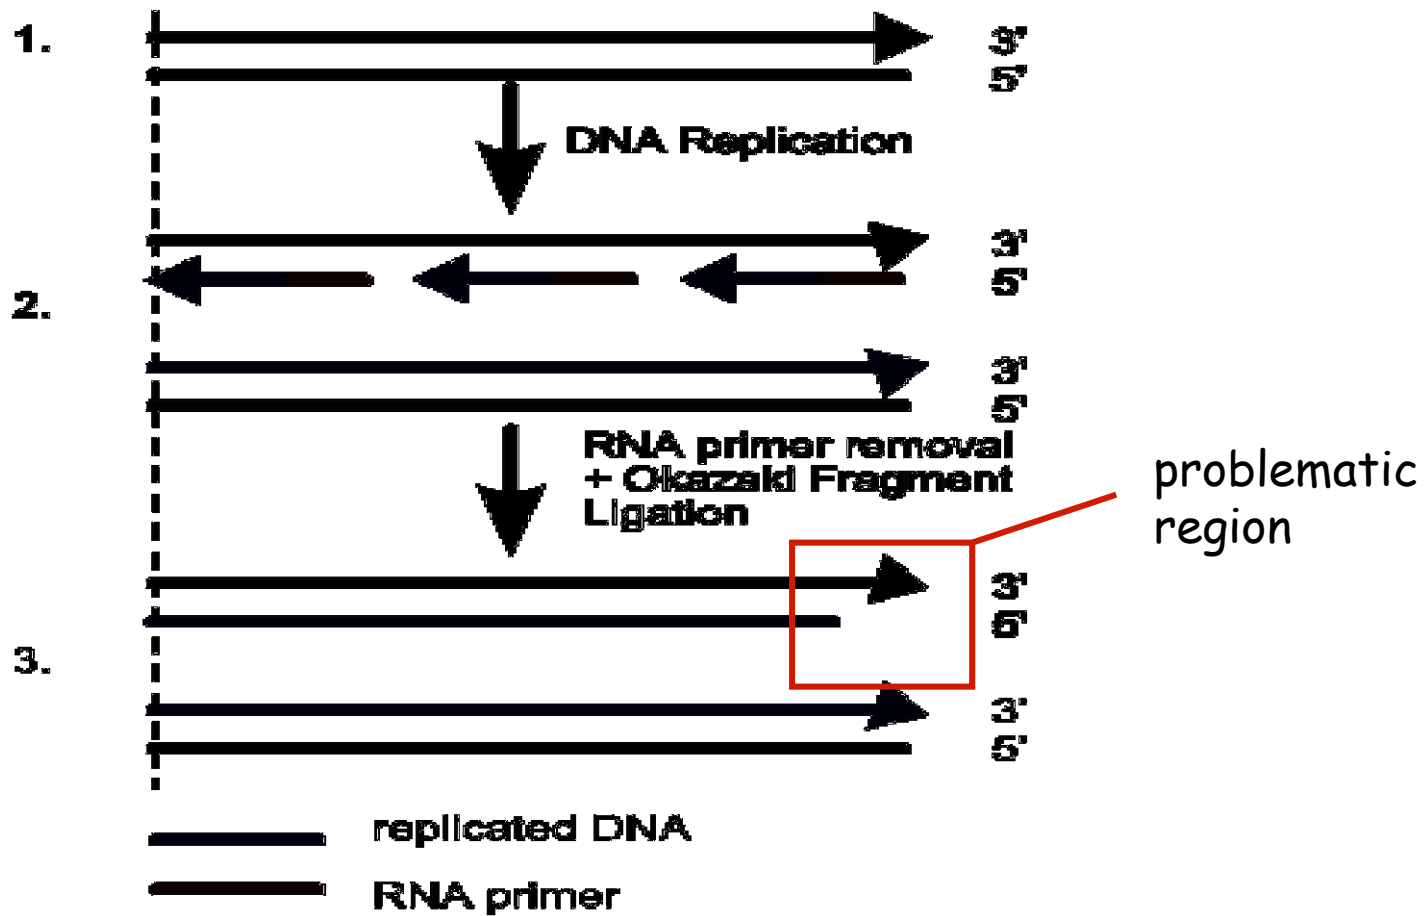 1.
3'
5'
DNA Replication
3'
5'
2.
3'
5'
RNA primer removal
+ Okazaki Fragment
Ligation
problematic
region
3'
5'
3.
3'
5'
replicated DNA
RNA primer